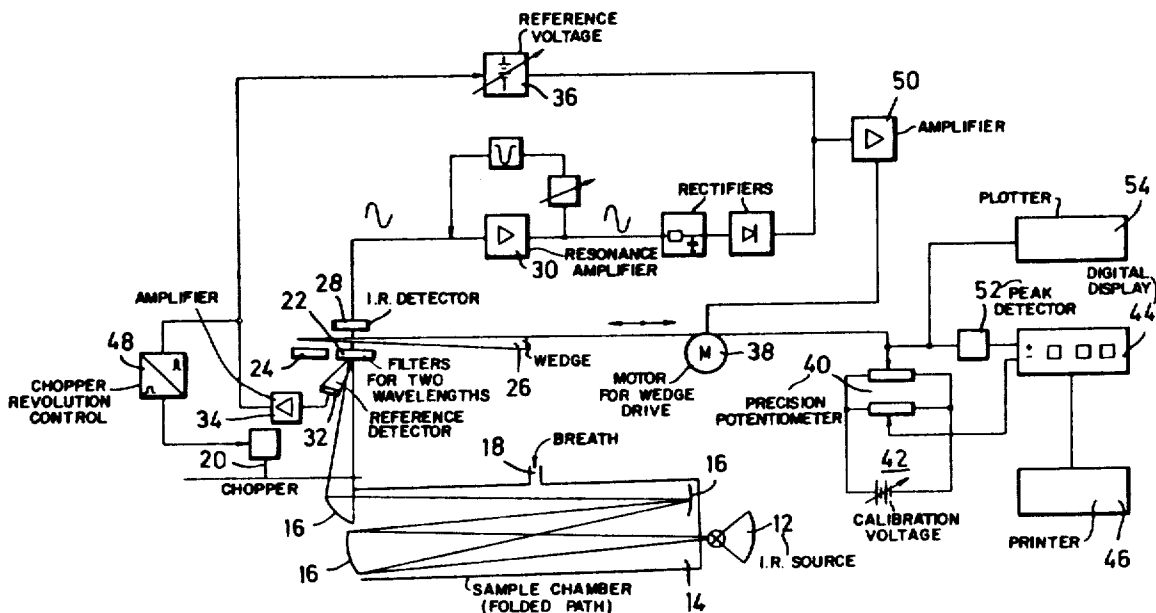 REFERENCE
VOLTAGE
36
50
AMPLIFIER
RECTIFIERS
PLOTTER
54
30
RESONANCE
AMPLIFIER
DIGITAL
DISPLAY
28
I.R. DETECTOR
AMPLIFIER
22
52
PEAK
DETECTOR
44
48
24
WEDGE
M
38
±
FILTERS
FOR TWO
WAVELENGTHS
26
CHOPPER
REVOLUTION
CONTROL
MOTOR
FOR WEDGE
DRIVE
40
PRECISION
POTENTIOMETER
34
32
REFERENCE
DETECTOR
20
CHOPPER
BREATH
18
42
16
16
12
CALIBRATION
VOLTAGE
16
I.R. SOURCE
PRINTER
46
SAMPLE CHAMBER
(FOLDED PATH)
14